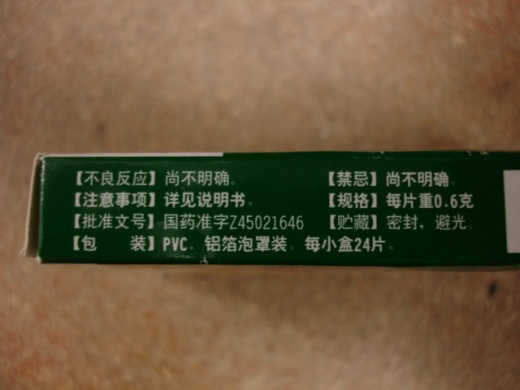 【不良反应】尚不明确。 【禁忌】尚不明确。
【注意事项】详见说明书。 【规格】每片重0.6克
【批准文号】国药准字Z45021646 【贮藏】密封、避光。
【包 装】PVC、铝箔泡罩装。每小盒24片。